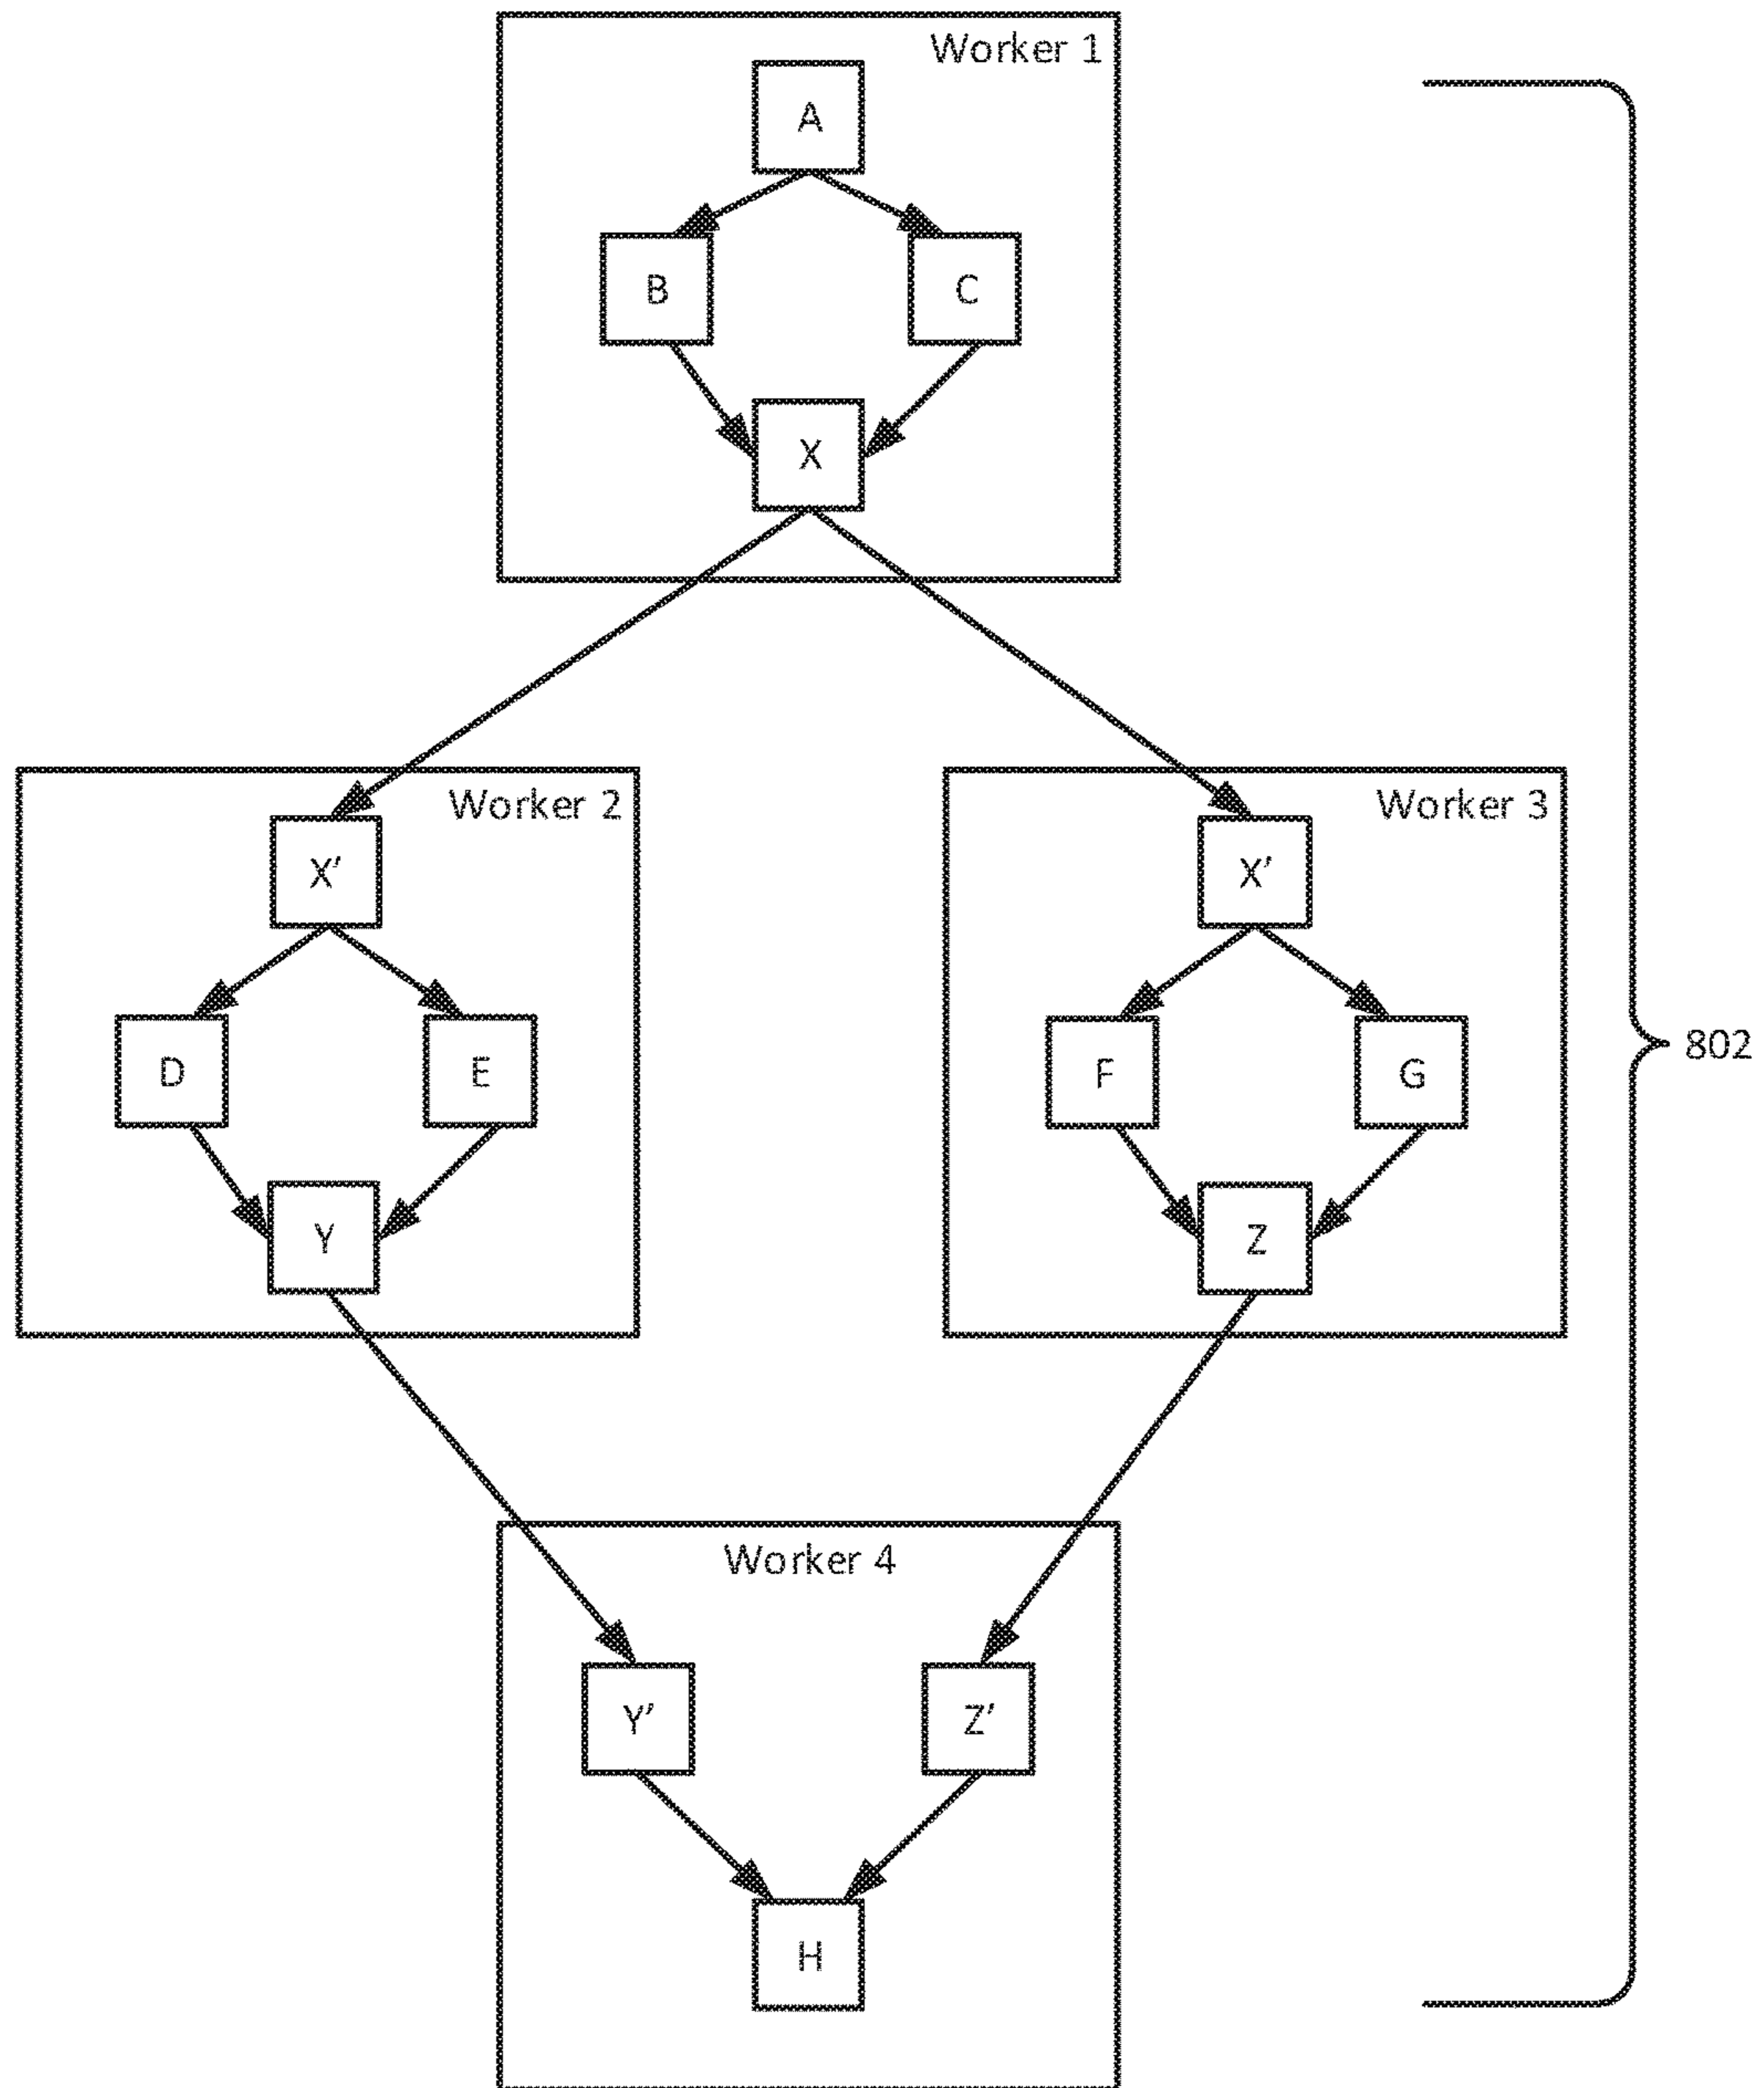 Worker 1
A
B
C
X
Worker 2
X′
D
E
Y
Worker 3
X′
F
G
Z
802
Worker 4
Y′
Z′
H